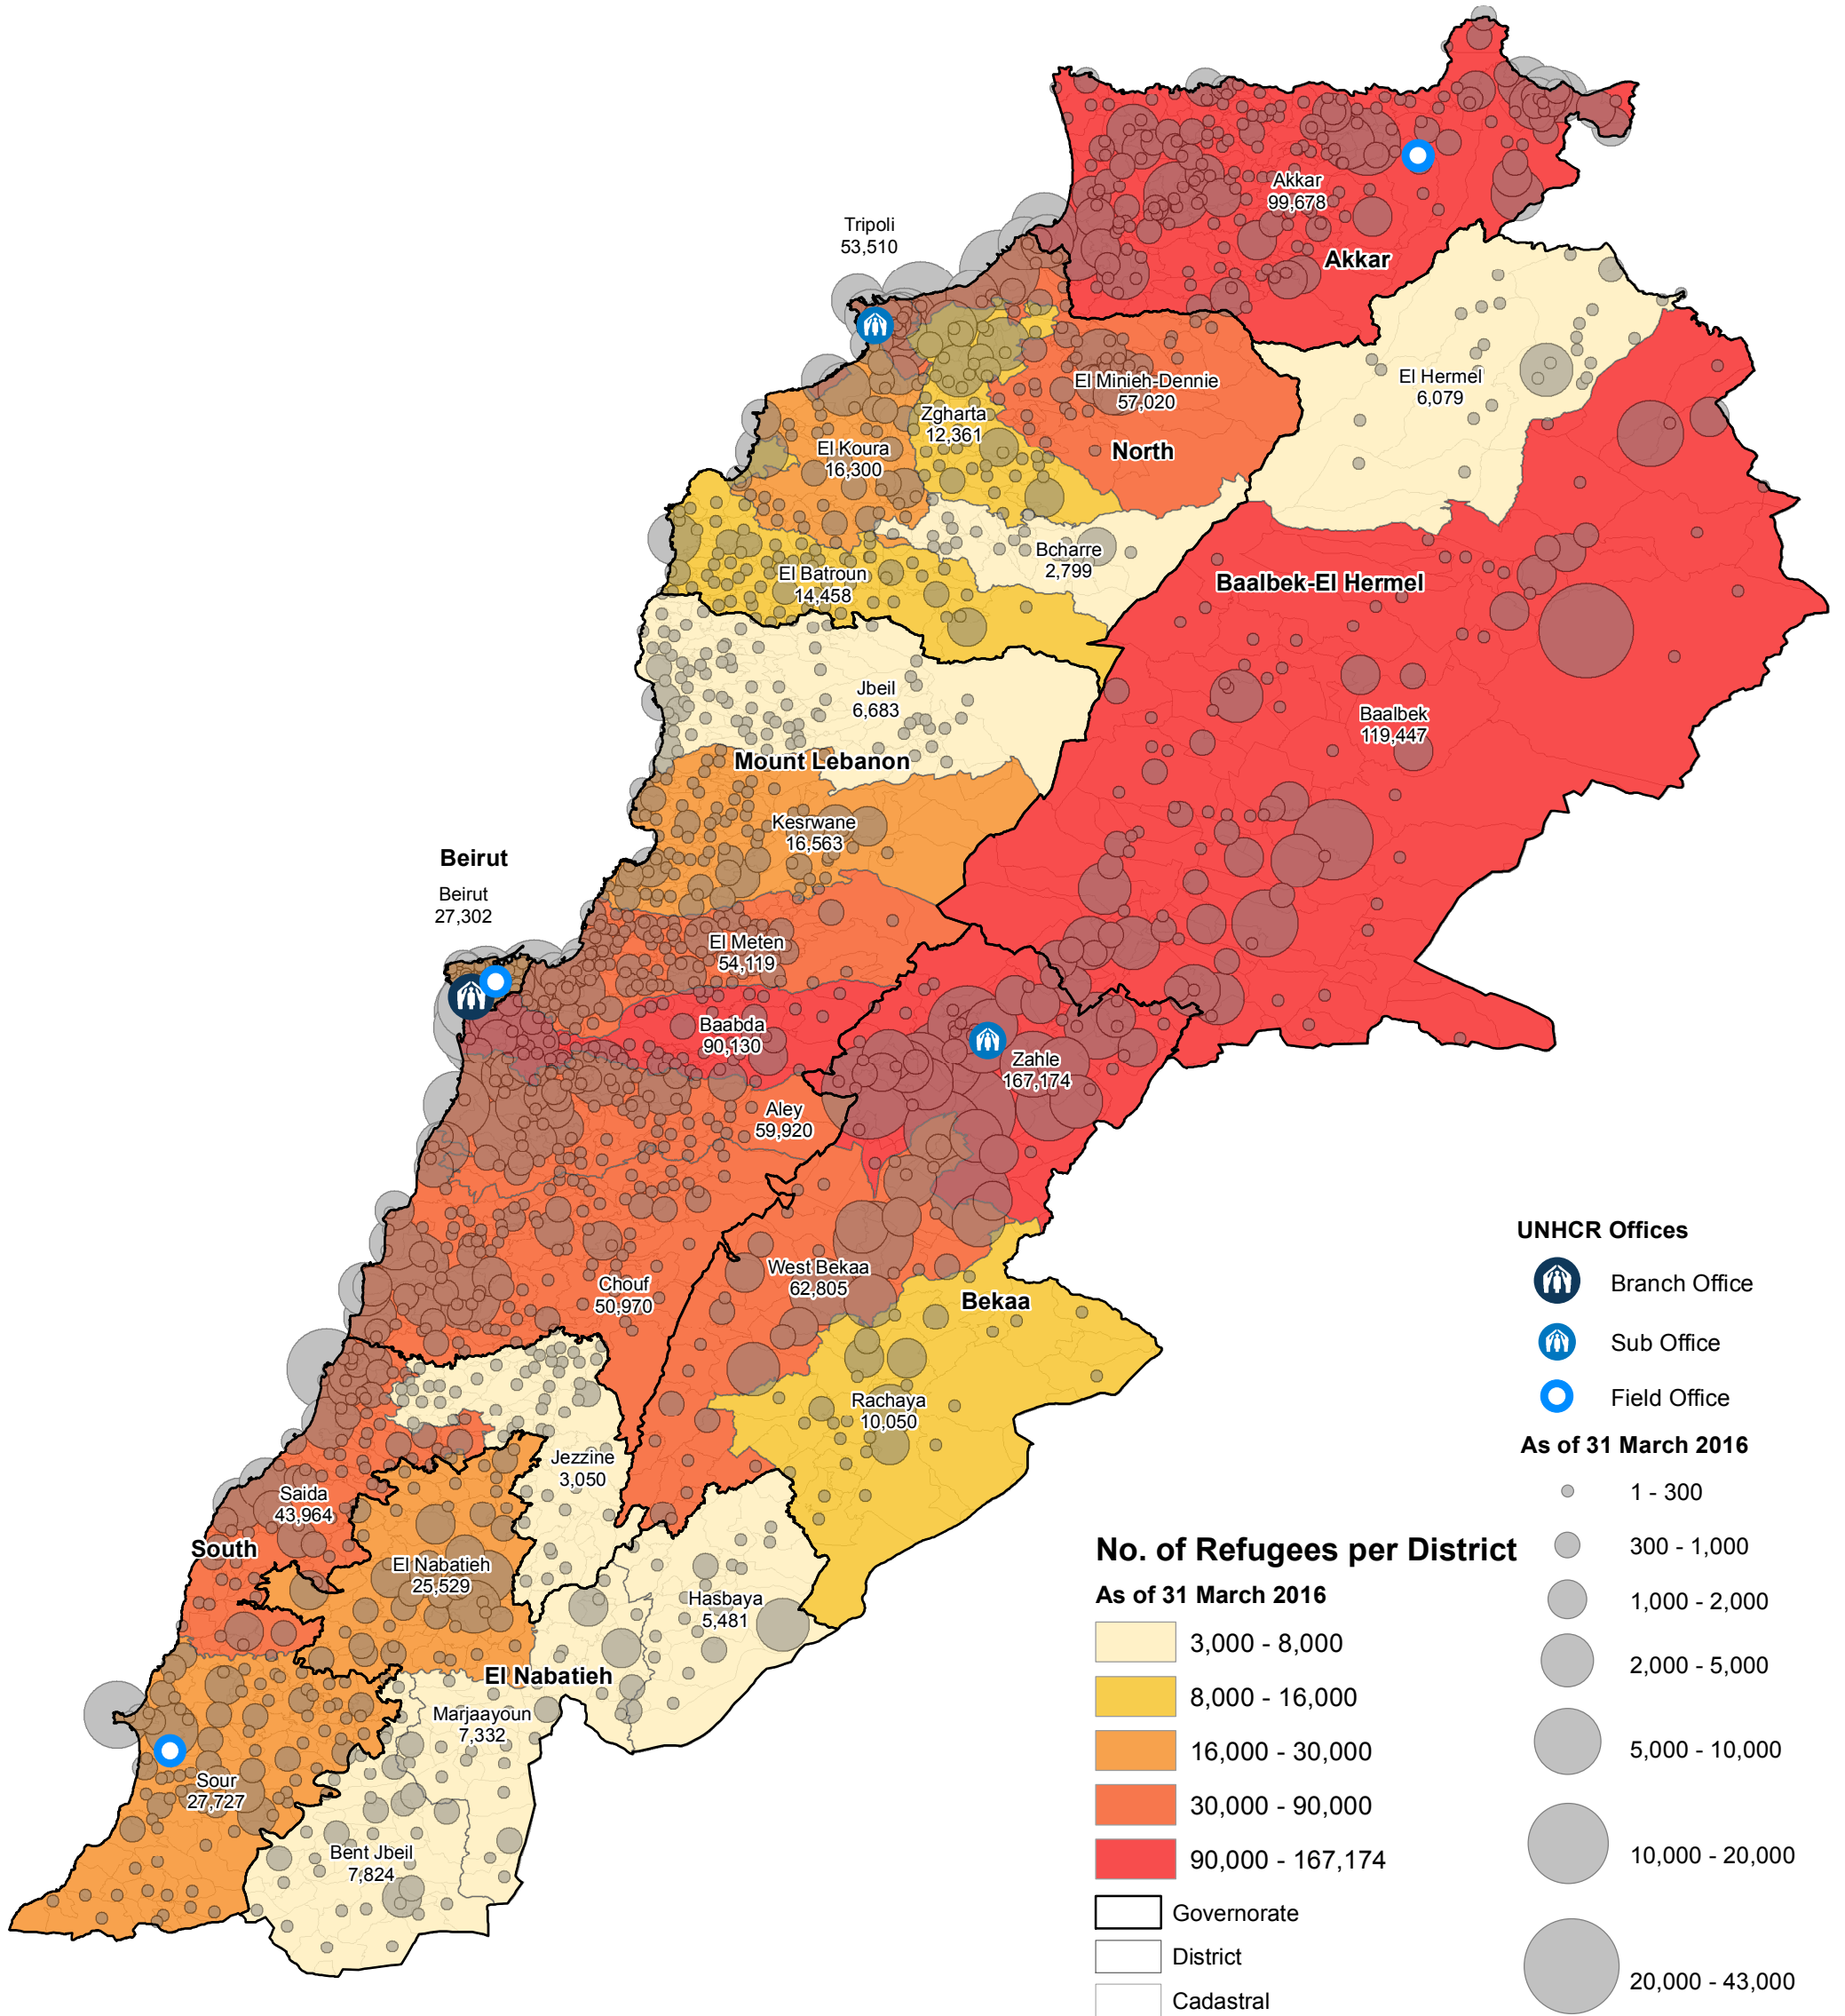 Akkar
99,678
Akkar
Tripoli
53,510
El Hermel
6,079
El Minieh-Dennie
57,020
Zgharta
12,361
North
El Koura
16,300
Bcharre
2,799
El Batroun
14,458
Baalbek-El Hermel
Jbeil
6,683
Baalbek
119,447
Mount Lebanon
Kesrwane
16,563
Beirut
Beirut
27,302
El Meten
54,119
Baabda
90,130
Zahle
167,174
Aley
59,920
West Bekaa
62,805
Chouf
50,970
Bekaa
Rachaya
10,050
Jezzine
3,050
Saida
43,964
South
El Nabatieh
25,529
Hasbaya
5,481
El Nabatieh
Marjaayoun
7,332
Sour
27,727
Bent Jbeil
7,824
UNHCR Offices
Branch Office
Sub Office
Field Office
As of 31 March 2016
1 - 300
300 - 1,000
1,000 - 2,000
2,000 - 5,000
5,000 - 10,000
10,000 - 20,000
20,000 - 43,000
No. of Refugees per District
As of 31 March 2016
3,000 - 8,000
8,000 - 16,000
16,000 - 30,000
30,000 - 90,000
90,000 - 167,174
Governorate
District
Cadastral